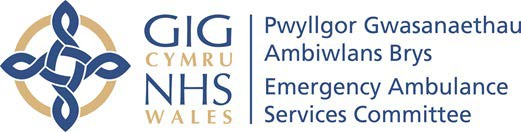 GIG
CYMRU
NHS
WALES
Pwyllgor Gwasanaethau
Ambiwlans Brys
Emergency Ambulance
Services Committee